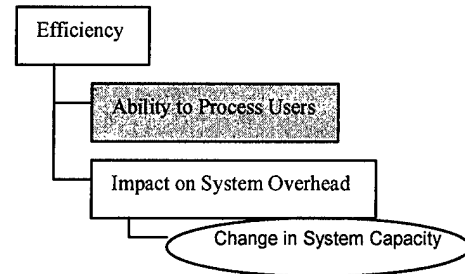 Efficiency
Ability to Process Users
Impact on System Overhead
Change in System Capacity